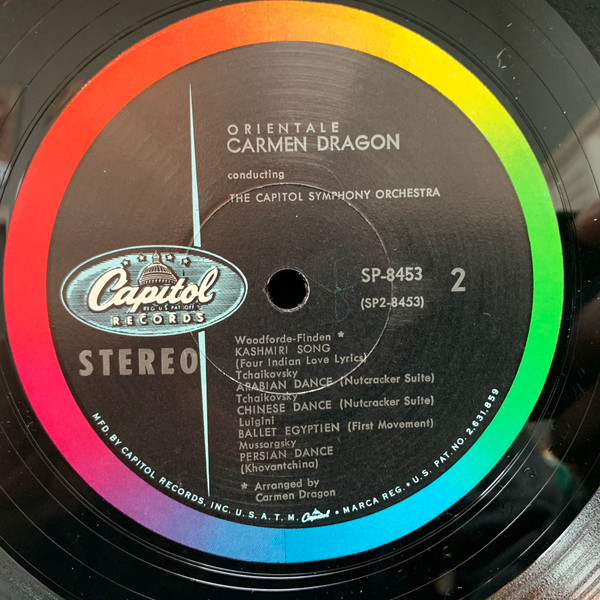 ORIENTALE
CARMEN DRAGON
conducting
THE CAPITOL SYMPHONY ORCHESTRA
SP-8453
(SP2-8453)
2
Capitol
REG. U.S. PAT. OFF.
RECORDS
STEREO
Woodforde-Finden *
KASHMIRI SONG
(Four Indian Love Lyrics)
Tchaikovsky
ARABIAN DANCE (Nutcracker Suite)
Tchaikovsky
CHINESE DANCE (Nutcracker Suite)
Luigini
BALLET EGYPTIEN (First Movement)
Mussorgsky
PERSIAN DANCE
(Khovantchina)
* Arranged by
Carmen Dragon
MFD. BY CAPITOL RECORDS, INC. U. S. A. T. M. Capitol • MARCA REG. • U. S. PAT. NO. 2,631,859